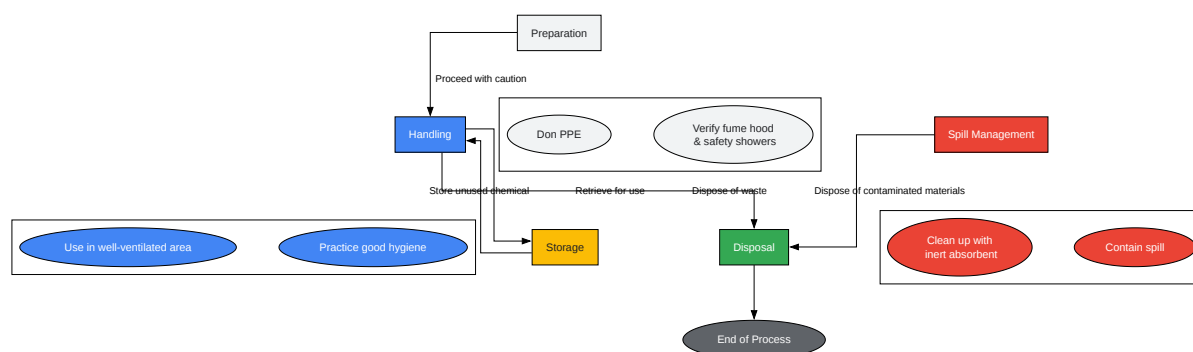 Preparation
Proceed with caution
Handling
Don PPE
Verify fume hood
& safety showers
Spill Management
Store unused chemical
Retrieve for use
Dispose of waste
Dispose of contaminated materials
Use in well-ventilated area
Practice good hygiene
Storage
Disposal
Clean up with
inert absorbent
Contain spill
End of Process